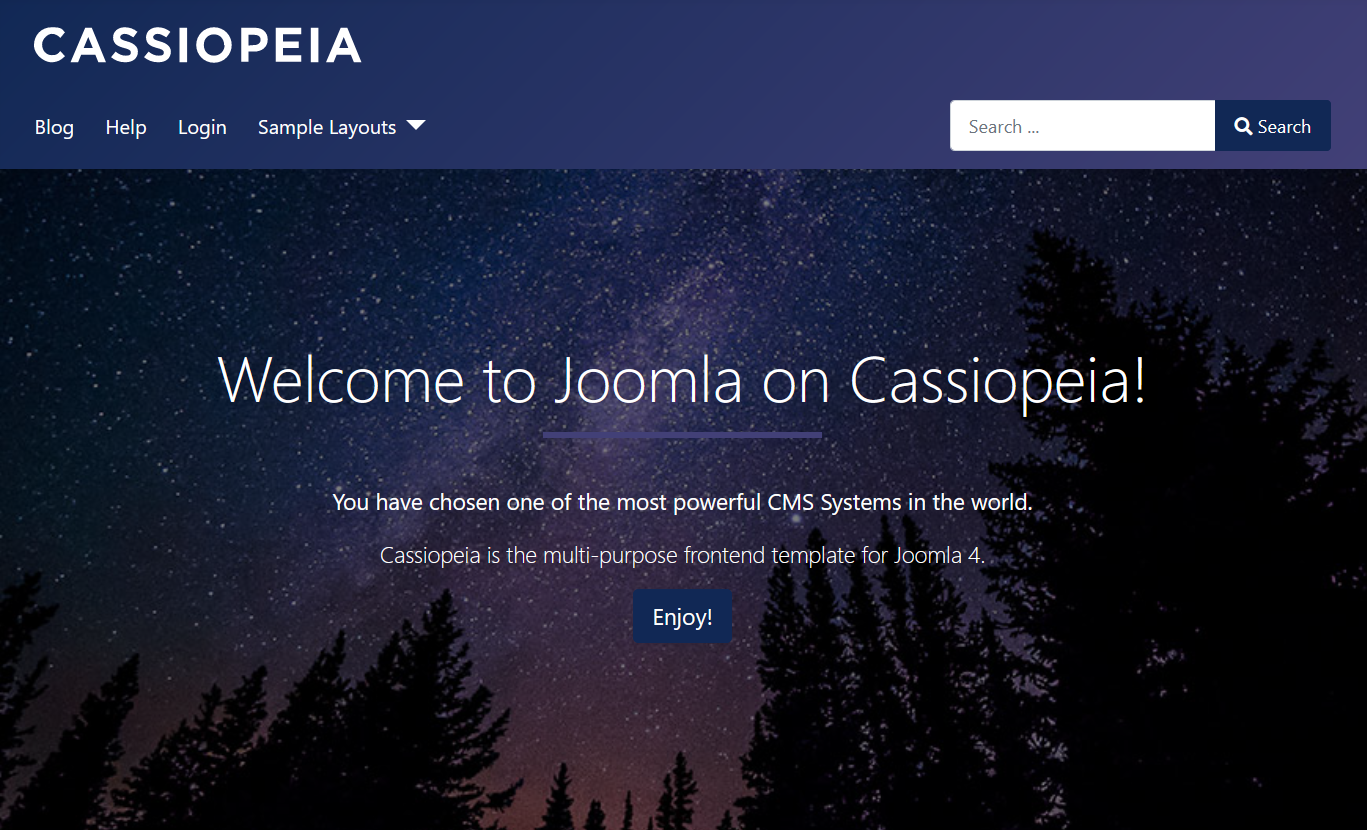 CASSIOPEIA
Blog Help Login Sample Layouts
Search ... Search
Welcome to Joomla on Cassiopeia!
You have chosen one of the most powerful CMS Systems in the world.
Cassiopeia is the multi-purpose frontend template for Joomla 4.
Enjoy!